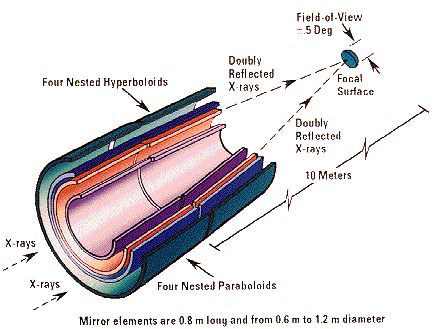 Field-of-View
±.5 Deg
Doubly
Reflected
X-rays
Four Nested Hyperboloids
Focal
Surface
Doubly
Reflected
X-rays
10 Meters
X-rays
X-rays
Four Nested Paraboloids
Mirror elements are 0.8 m long and from 0.6 m to 1.2 m diameter